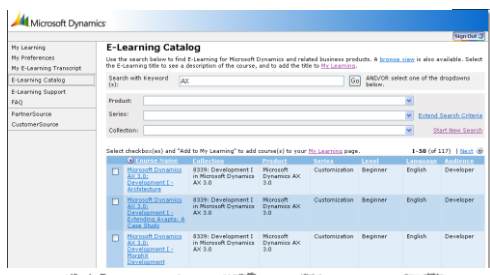 Microsoft Dynamics
Sign Out
My Learning
My Preferences
My E-Learning Transcript
E-Learning Catalog
E-Learning Support
FAQ
PartnerSource
CustomerSource
E-Learning Catalog
Use the search below to find E-Learning for Microsoft Dynamics and related business products. A browse view is also available. Select
the E-Learning title to see a description of the course, and to add the title to My Learning.
Search with Keyword
(s):
AX
Go
AND/OR select one of the dropdowns
below.
Product:
Series:
Extend Search Criteria
Collection:
Start New Search
Select checkbox(es) and "Add to My Learning" to add course(s) to your My Learning page.
1-50 (of 117) | Next
Course Name Collection Product Series Level Language Audience
Microsoft Dynamics AX 3.0: Development I - Architecture
8339: Development I in Microsoft Dynamics AX 3.0
Microsoft Dynamics AX 3.0
Customization Beginner English Developer
Microsoft Dynamics AX 3.0: Development I - Extending Axapta: A Case Study
8339: Development I in Microsoft Dynamics AX 3.0
Microsoft Dynamics AX 3.0
Customization Beginner English Developer
Microsoft Dynamics AX 3.0: Development I - MorphX Development
8339: Development I in Microsoft Dynamics AX 3.0
Microsoft Dynamics AX 3.0
Customization Beginner English Developer